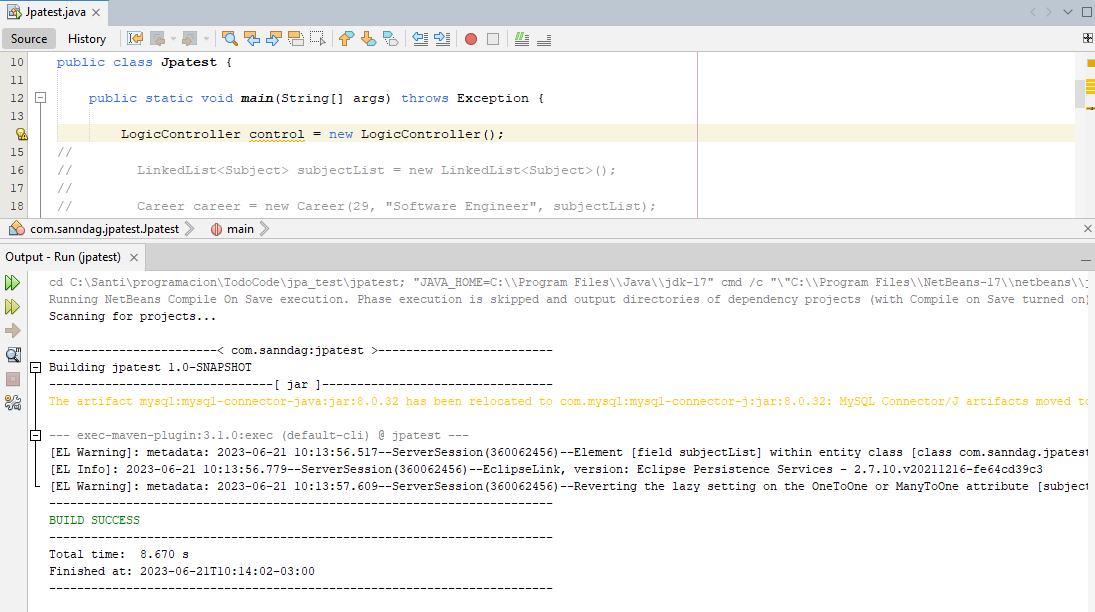 Jpatest.java
Source History
10 public class Jpatest {
11
12 public static void main(String[] args) throws Exception {
13
LogicController control = new LogicController();
15 //
16 // LinkedList<Subject> subjectList = new LinkedList<Subject>();
17 //
18 // Career career = new Career(29, "Software Engineer", subjectList);
com.sanndag.jpatest.Jpatest main
Output - Run (jpatest)
cd C:\Santi\programacion\TodoCode\jpa_test\jpatest; "JAVA_HOME=C:\\Program Files\\Java\\jdk-17" cmd /c "\"C:\\Program Files\\NetBeans-17\\netbeans\\j
Running NetBeans Compile On Save execution. Phase execution is skipped and output directories of dependency projects (with Compile on Save turned on)
Scanning for projects...
------------------------< com.sanndag:jpatest >-------------------------
Building jpatest 1.0-SNAPSHOT
--------------------------------[ jar ]---------------------------------
The artifact mysql:mysql-connector-java:jar:8.0.32 has been relocated to com.mysql:mysql-connector-j:jar:8.0.32: MySQL Connector/J artifacts moved to
--- exec-maven-plugin:3.1.0:exec (default-cli) @ jpatest ---
[EL Warning]: metadata: 2023-06-21 10:13:56.517--ServerSession(360062456)--Element [field subjectList] within entity class [class com.sanndag.jpatest
[EL Info]: 2023-06-21 10:13:56.779--ServerSession(360062456)--EclipseLink, version: Eclipse Persistence Services - 2.7.10.v20211216-fe64cd39c3
[EL Warning]: metadata: 2023-06-21 10:13:57.609--ServerSession(360062456)--Reverting the lazy setting on the OneToOne or ManyToOne attribute [subject
------------------------------------------------------------------------
BUILD SUCCESS
------------------------------------------------------------------------
Total time:  8.670 s
Finished at: 2023-06-21T10:14:02-03:00
------------------------------------------------------------------------